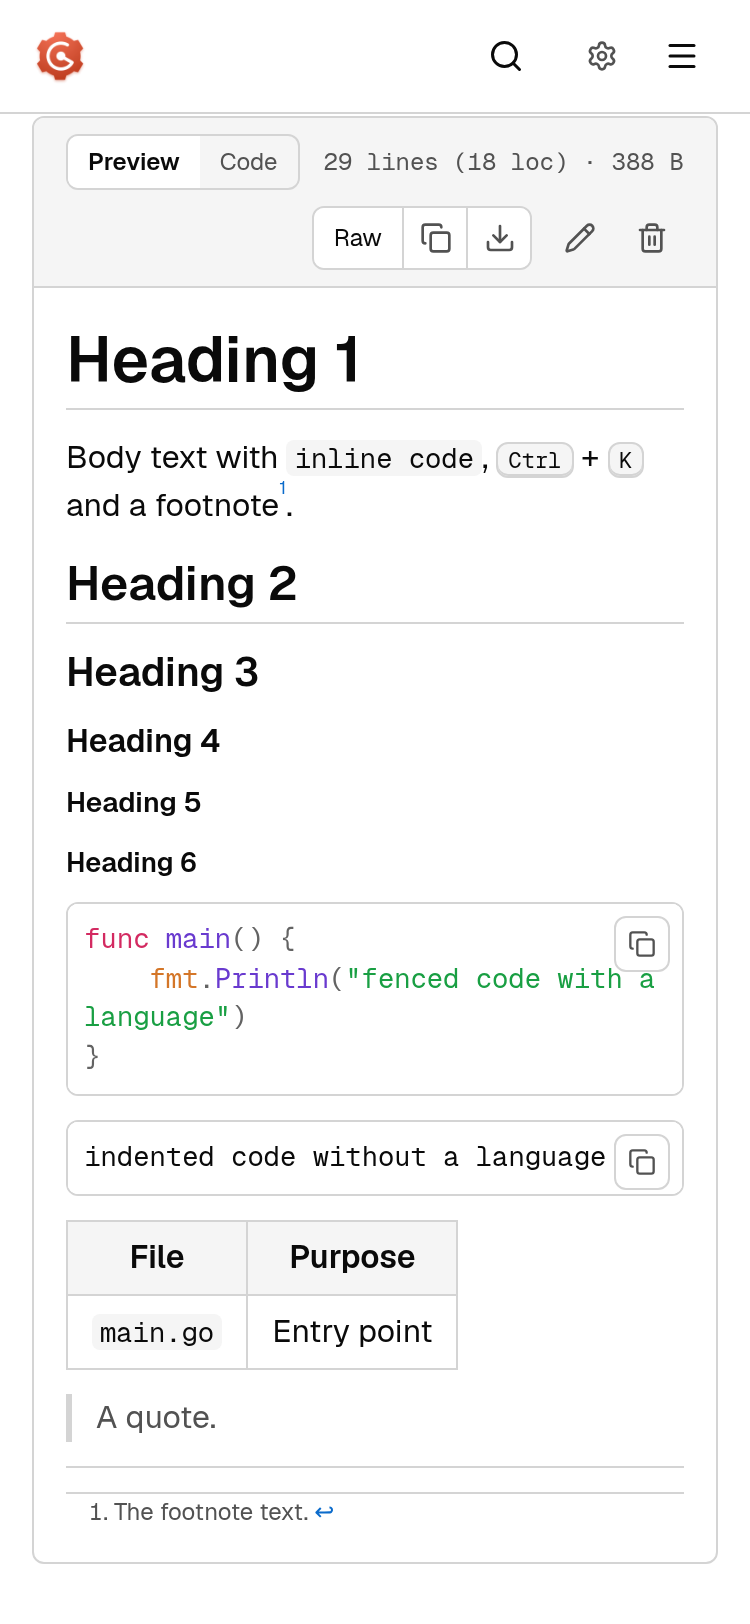 Preview Code 29 lines (18 loc) · 388 B
Raw
Heading 1
Body text with inline code, Ctrl + K
and a footnote1.
Heading 2
Heading 3
Heading 4
Heading 5
Heading 6
func main() {
    fmt.Println("fenced code with a
language")
}
indented code without a language
File Purpose
main.go Entry point
A quote.
1. The footnote text. ↩